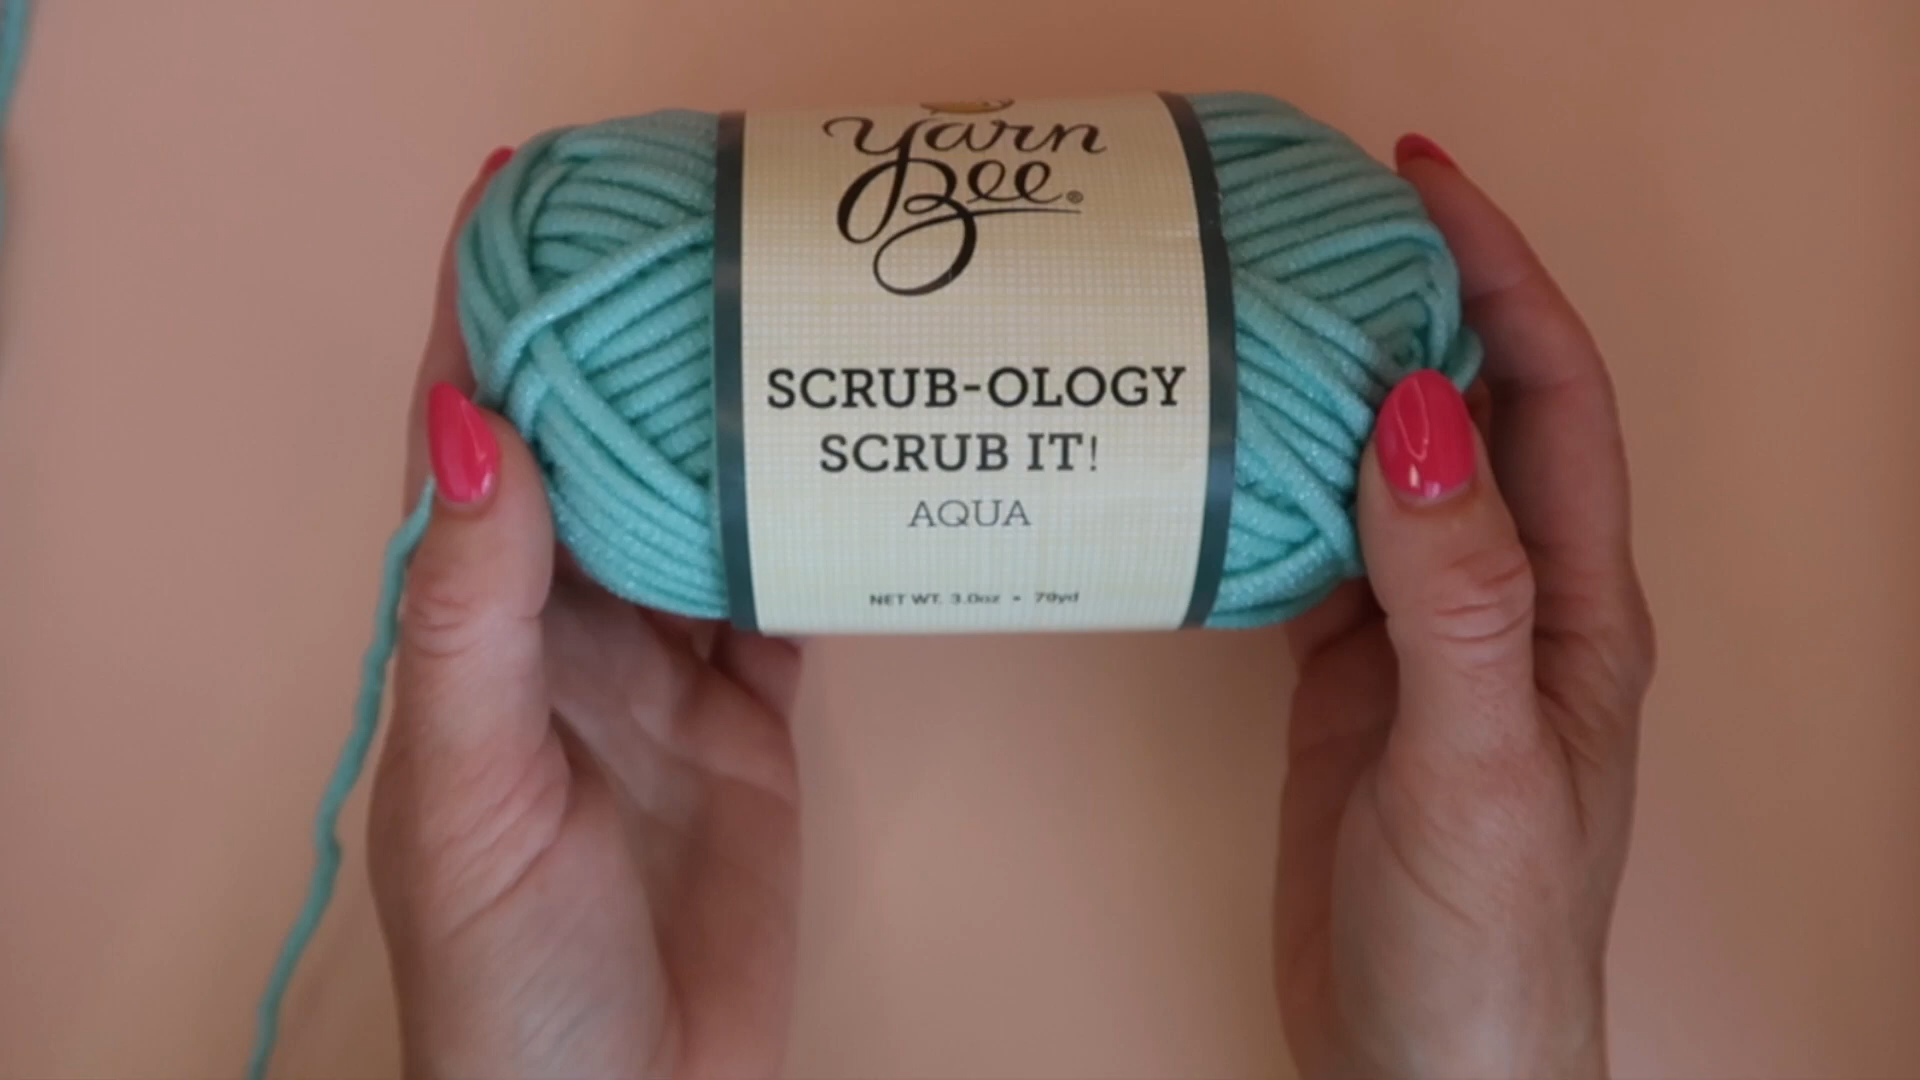 Yarn
Bee®
SCRUB-OLOGY
SCRUB IT!
AQUA
NET WT. 3.0oz • 79yd